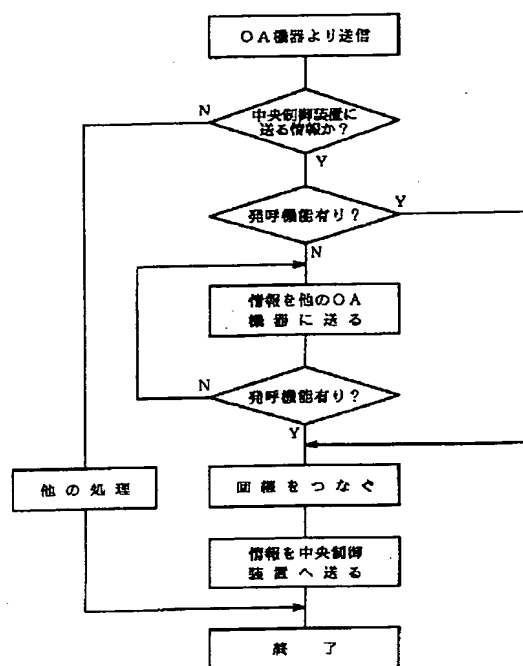 OA機器より送信
中央制御装置に
送る情報か？
N
Y
発呼機能有り？
Y
N
情報を他のOA
機器に送る
発呼機能有り？
N
Y
他の処理
回線をつなぐ
情報を中央制御
装置へ送る
終了